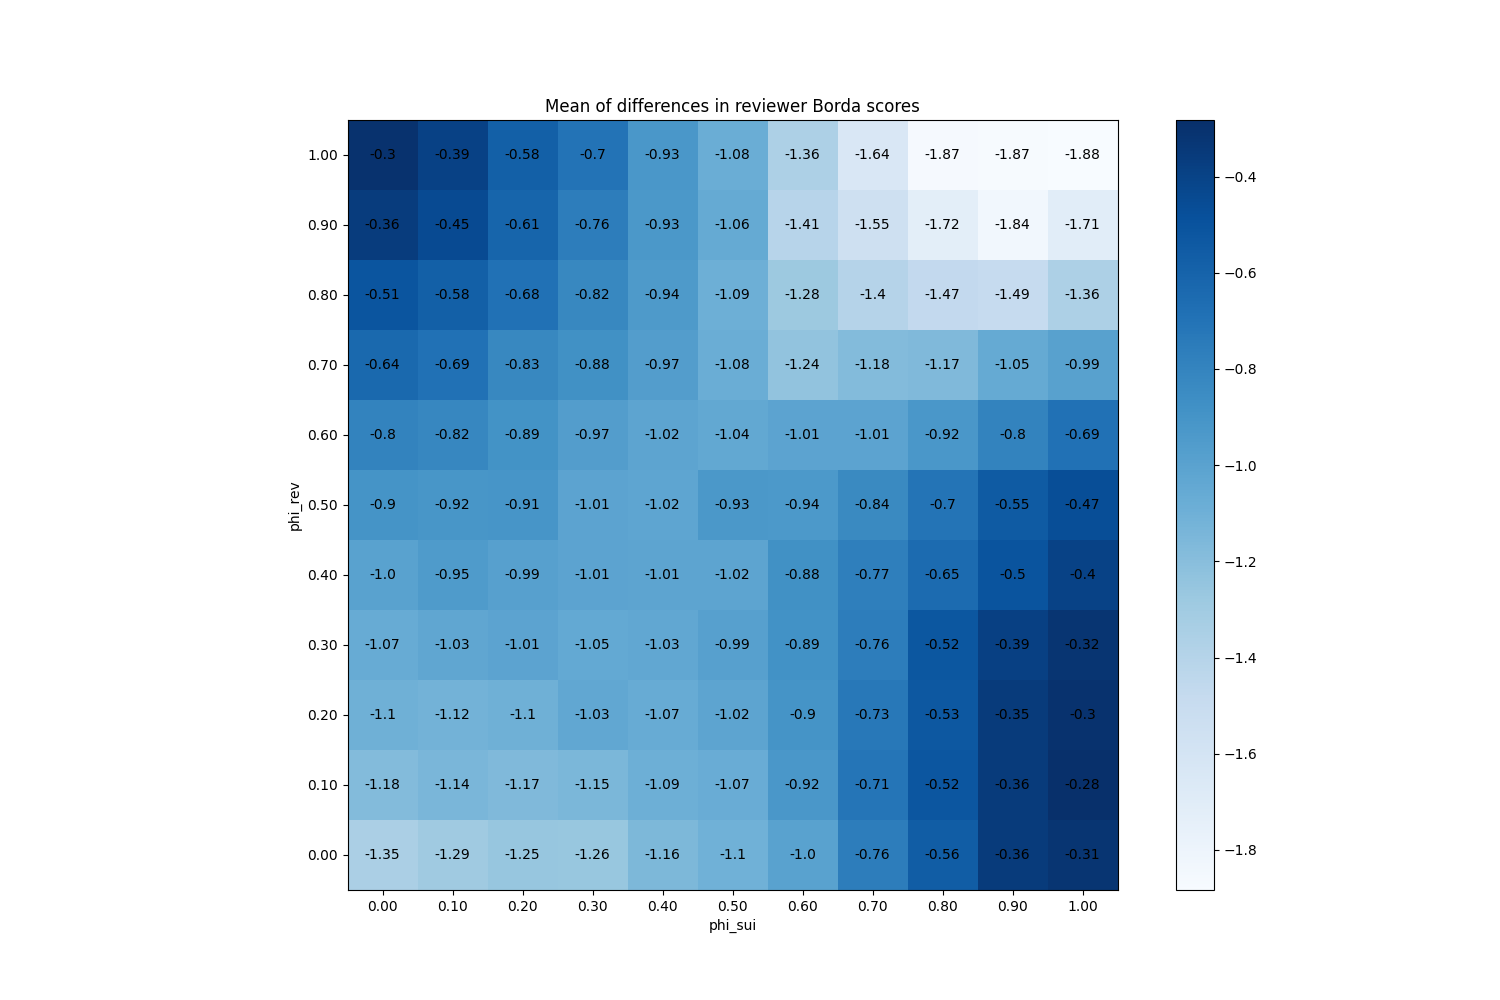 Mean of differences in reviewer Borda scores
1.00 -0.3 -0.39 -0.58 -0.7 -0.93 -1.08 -1.36 -1.64 -1.87 -1.87 -1.88
0.90 -0.36 -0.45 -0.61 -0.76 -0.93 -1.06 -1.41 -1.55 -1.72 -1.84 -1.71
0.80 -0.51 -0.58 -0.68 -0.82 -0.94 -1.09 -1.28 -1.4 -1.47 -1.49 -1.36
0.70 -0.64 -0.69 -0.83 -0.88 -0.97 -1.08 -1.24 -1.18 -1.17 -1.05 -0.99
0.60 -0.8 -0.82 -0.89 -0.97 -1.02 -1.04 -1.01 -1.01 -0.92 -0.8 -0.69
0.50 -0.9 -0.92 -0.91 -1.01 -1.02 -0.93 -0.94 -0.84 -0.7 -0.55 -0.47
0.40 -1.0 -0.95 -0.99 -1.01 -1.01 -1.02 -0.88 -0.77 -0.65 -0.5 -0.4
0.30 -1.07 -1.03 -1.01 -1.05 -1.03 -0.99 -0.89 -0.76 -0.52 -0.39 -0.32
0.20 -1.1 -1.12 -1.1 -1.03 -1.07 -1.02 -0.9 -0.73 -0.53 -0.35 -0.3
0.10 -1.18 -1.14 -1.17 -1.15 -1.09 -1.07 -0.92 -0.71 -0.52 -0.36 -0.28
0.00 -1.35 -1.29 -1.25 -1.26 -1.16 -1.1 -1.0 -0.76 -0.56 -0.36 -0.31
0.00 0.10 0.20 0.30 0.40 0.50 0.60 0.70 0.80 0.90 1.00
phi_sui
phi_rev
−0.4
−0.6
−0.8
−1.0
−1.2
−1.4
−1.6
−1.8